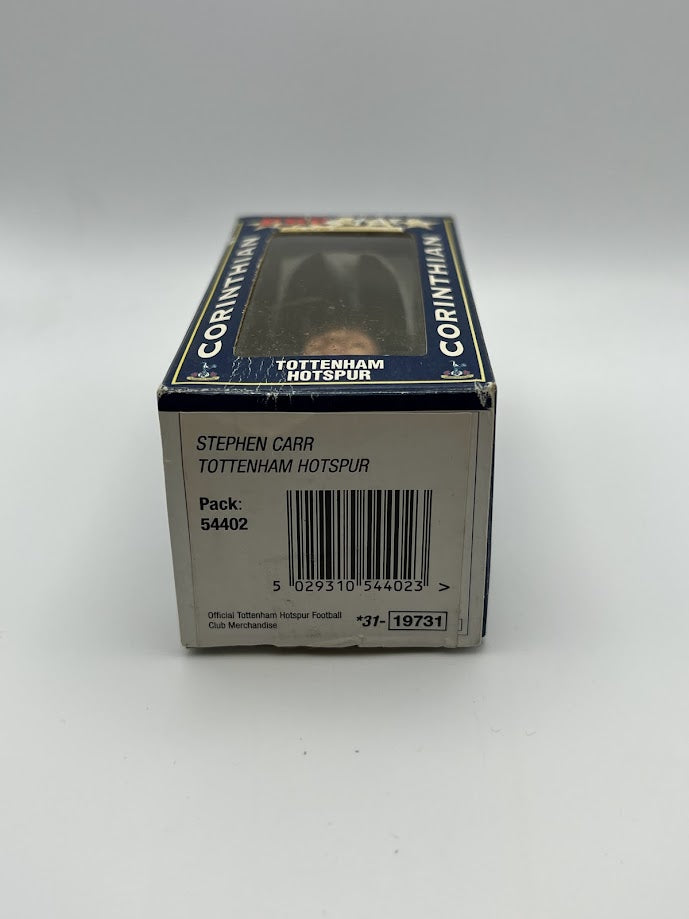 CORINTHIAN
CORINTHIAN
TOTTENHAM
HOTSPUR
STEPHEN CARR
TOTTENHAM HOTSPUR
Pack:
54402
5 029310 544023 >
Official Tottenham Hotspur Football
Club Merchandise
*31- 19731